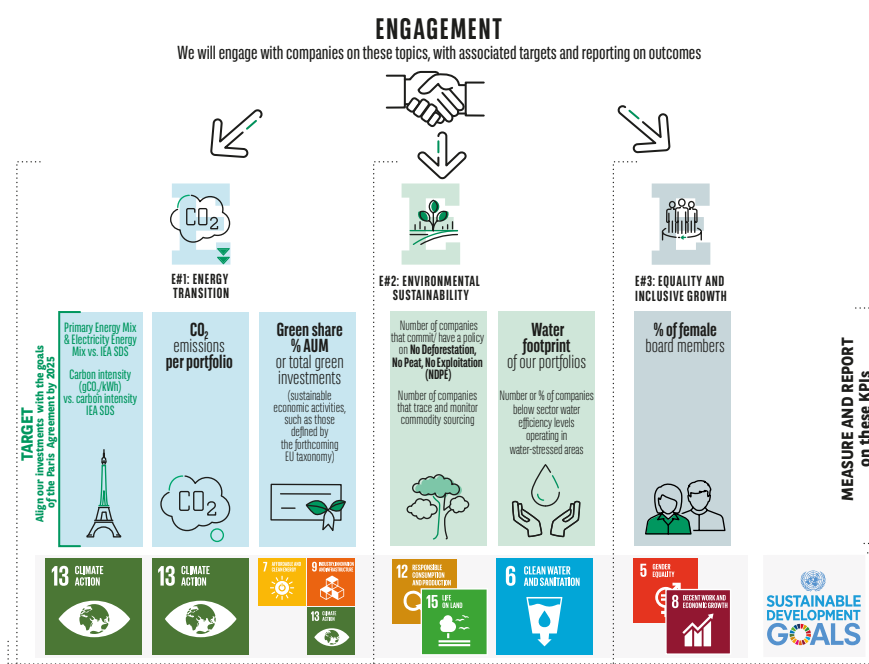 ENGAGEMENT
We will engage with companies on these topics, with associated targets and reporting on outcomes
CO2
E#1: ENERGY
TRANSITION
E#2: ENVIRONMENTAL
SUSTAINABILITY
E#3: EQUALITY AND
INCLUSIVE GROWTH
TARGET
Align our investments with the goals
of the Paris Agreement by 2025
Primary Energy Mix
& Electricity Energy
Mix vs. IEA SDS
Carbon intensity
(gCO2/kWh)
vs. carbon intensity
IEA SDS
CO2
emissions
per portfolio
CO2
Green share
% AUM
or total green
investments
(sustainable
economic activities,
such as those
defined by
the forthcoming
EU taxonomy)
Number of companies
that commit/ have a policy
on No Deforestation,
No Peat, No Exploitation
(NDPE)
Number of companies
that trace and monitor
commodity sourcing
Water
footprint
of our portfolios
Number or % of companies
below sector water
efficiency levels
operating in
water-stressed areas
% of female
board members
MEASURE AND REPORT
on these KPIs
13 CLIMATE
ACTION
13 CLIMATE
ACTION
7 AFFORDABLE AND
CLEAN ENERGY
9 INDUSTRY, INNOVATION
AND INFRASTRUCTURE
13 CLIMATE
ACTION
12 RESPONSIBLE
CONSUMPTION
AND PRODUCTION
15 LIFE
ON LAND
6 CLEAN WATER
AND SANITATION
5 GENDER
EQUALITY
8 DECENT WORK AND
ECONOMIC GROWTH
SUSTAINABLE
DEVELOPMENT
GOALS